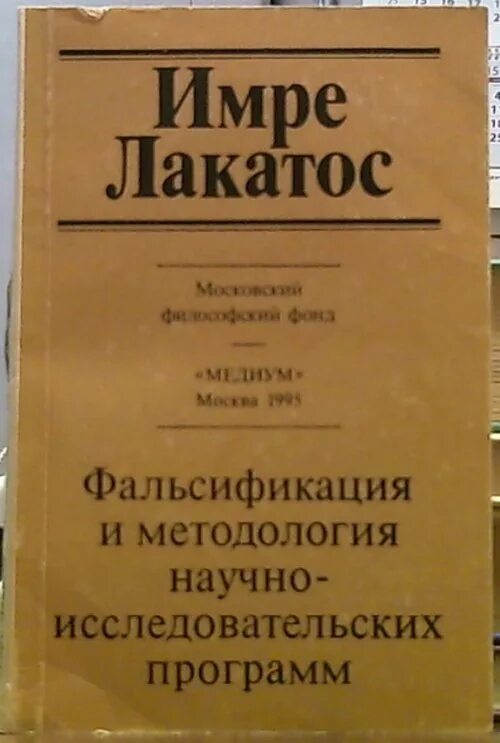 Имре
Лакатос
Московский
философский фонд
«МЕДИУМ»
Москва 1995
Фальсификация
и методология
научно-
исследовательских
программ